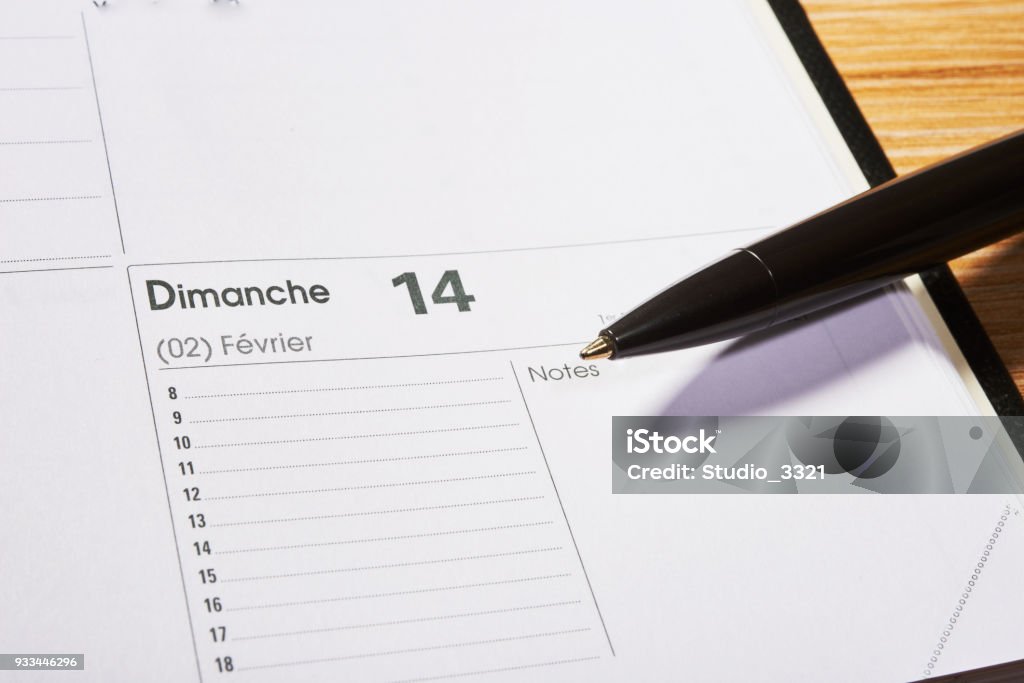 Dimanche 14
(02) Février
Notes
8
9
10
11
12
13
14
15
16
17
18
iStock™
Credit: Studio_3321
933446296